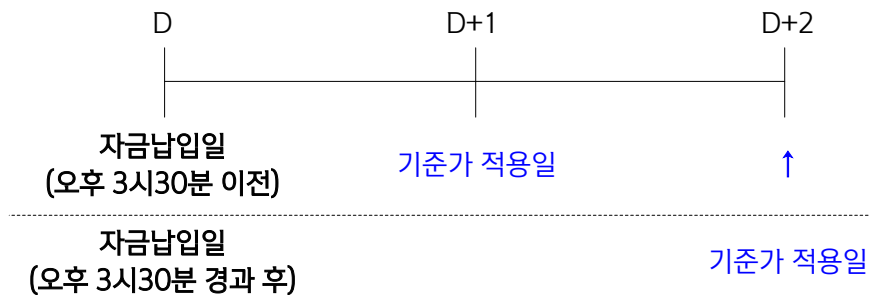 D D+1 D+2
자금납입일
(오후 3시30분 이전)
기준가 적용일
↑
자금납입일
(오후 3시30분 경과 후)
기준가 적용일